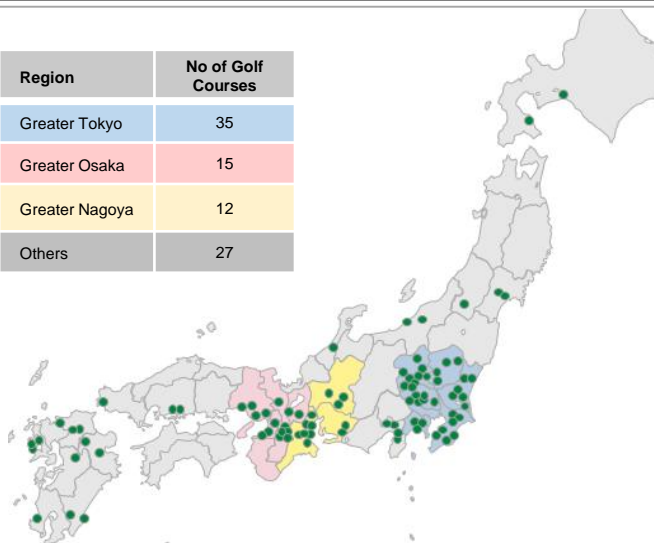 Region No of Golf Courses
Greater Tokyo 35
Greater Osaka 15
Greater Nagoya 12
Others 27